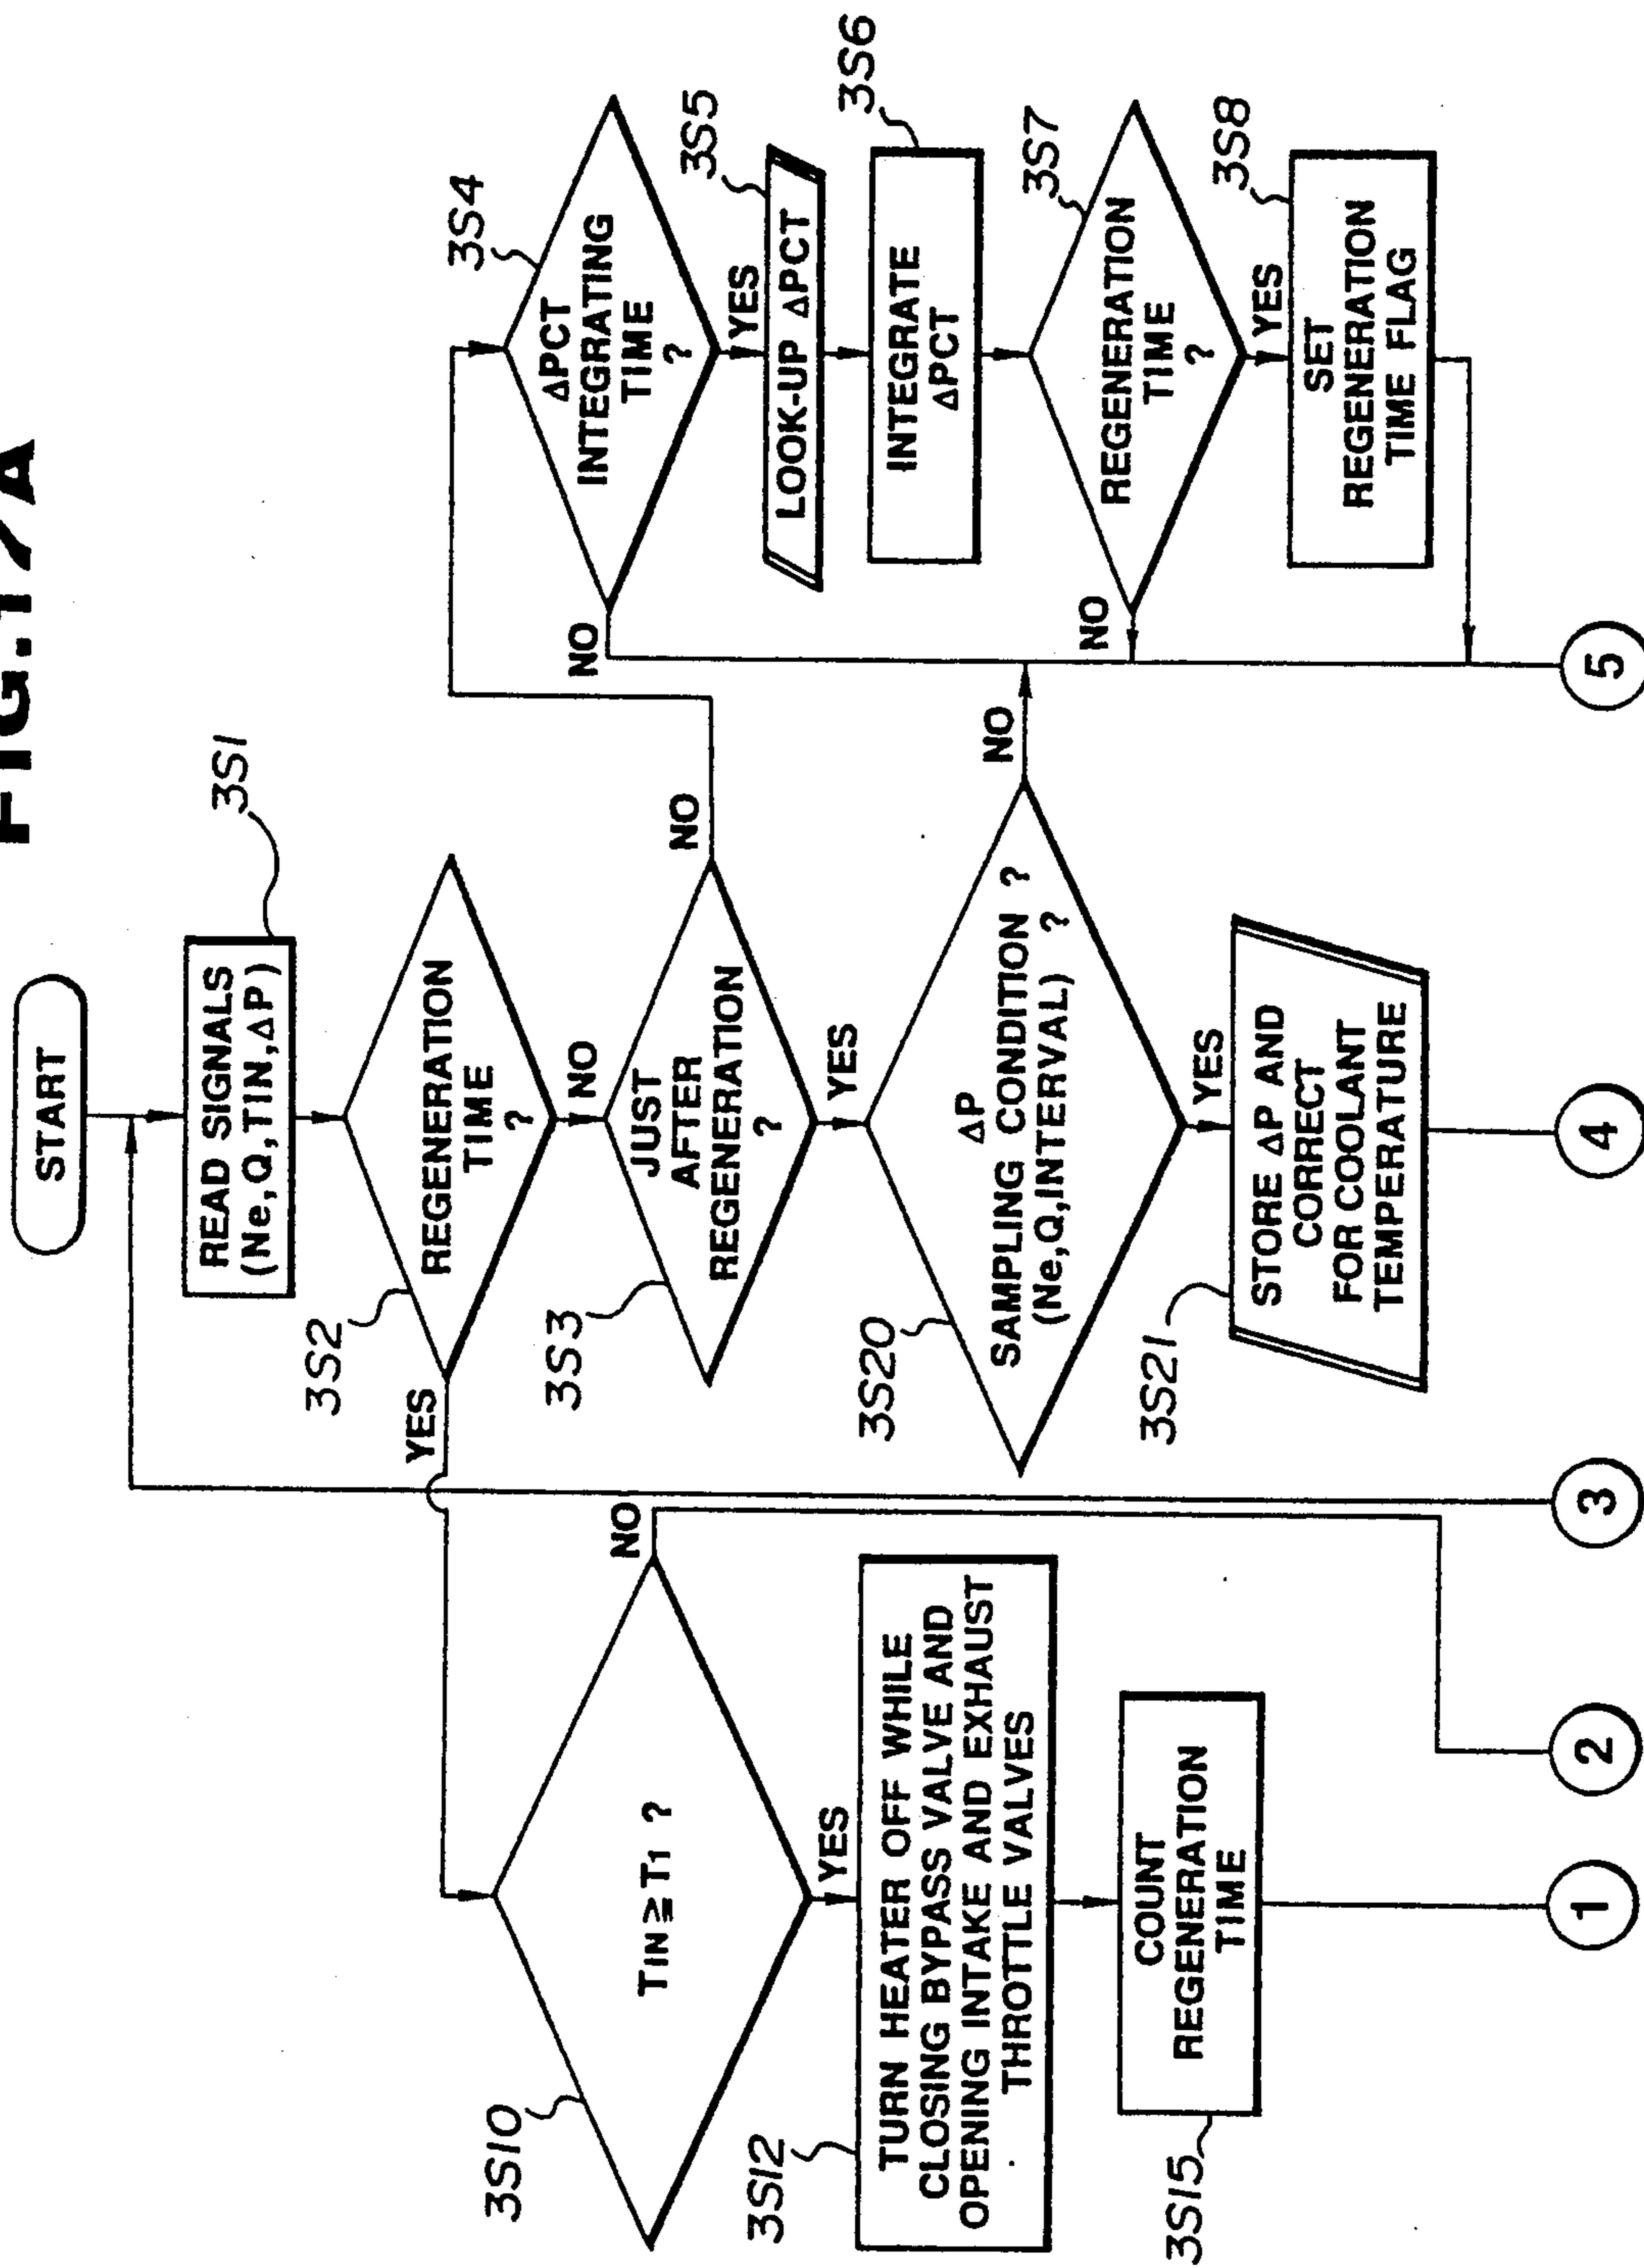 FIG.17A
START
READ SIGNALS
(Ne,Q,TIN,ΔP)
3S1
REGENERATION
TIME
?
3S2
YES
NO
JUST
AFTER
REGENERATION
?
3S3
NO
YES
ΔP
SAMPLING CONDITION ?
(Ne,Q,INTERVAL) ?
3S20
NO
YES
STORE ΔP AND
CORRECT
FOR COOLANT
TEMPERATURE
3S21
4
ΔPCT
INTEGRATING
TIME
?
3S4
NO
YES
LOOK-UP ΔPCT
3S5
INTEGRATE
ΔPCT
3S6
REGENERATION
TIME
?
3S7
NO
YES
SET
REGENERATION
TIME FLAG
3S8
5
TIN≧T1 ?
3S10
NO
YES
TURN HEATER OFF WHILE
CLOSING BYPASS VALVE AND
OPENING INTAKE AND EXHAUST
THROTTLE VALVES
3S12
COUNT
REGENERATION
TIME
3S15
1
2
3